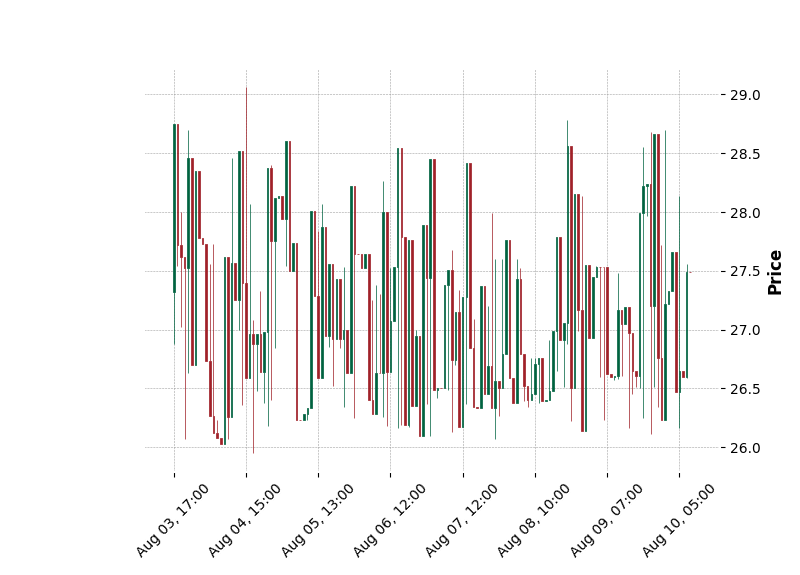 29.0
28.5
28.0
27.5
27.0
26.5
26.0
Price
Aug 03, 17:00
Aug 04, 15:00
Aug 05, 13:00
Aug 06, 12:00
Aug 07, 12:00
Aug 08, 10:00
Aug 09, 07:00
Aug 10, 05:00